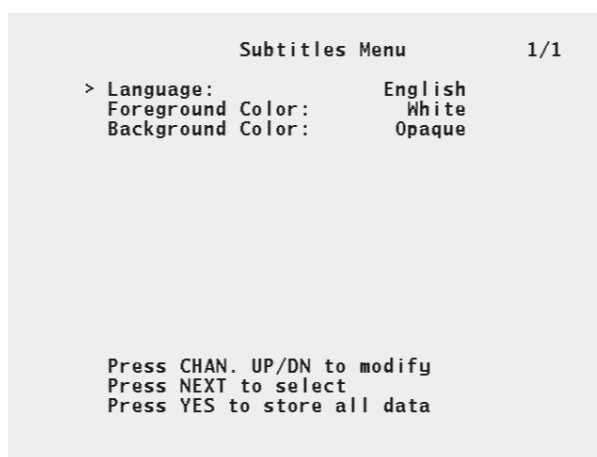 Subtitles Menu 1/1
> Language: English
Foreground Color: White
Background Color: Opaque
Press CHAN. UP/DN to modify
Press NEXT to select
Press YES to store all data